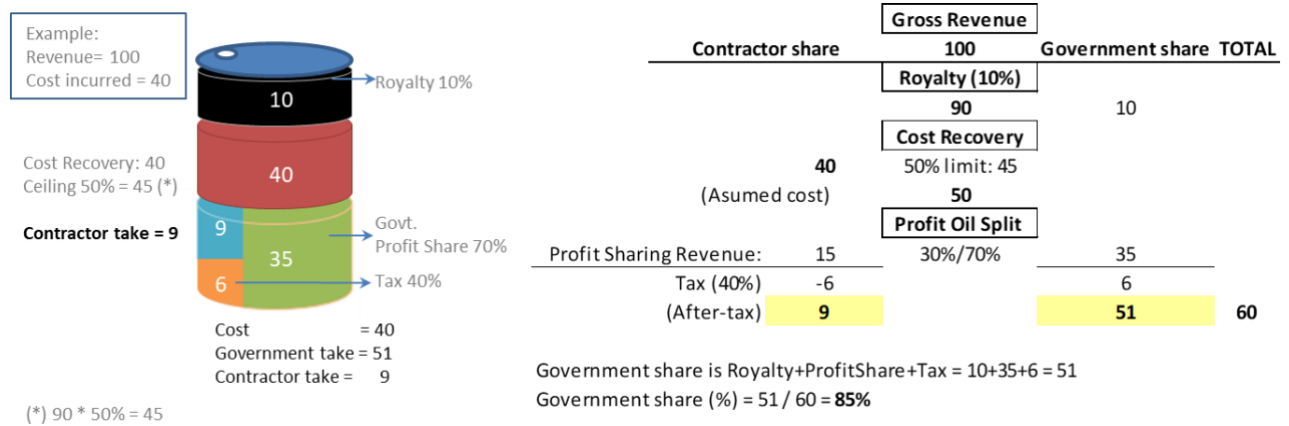 Example:
Revenue= 100
Cost incurred = 40
10
Royalty 10%
Cost Recovery: 40
Ceiling 50% = 45 (*)
40
Contractor take = 9
9
35
6
Govt.
Profit Share 70%
Tax 40%
Cost = 40
Government take = 51
Contractor take = 9
(*) 90 * 50% = 45
Gross Revenue
Contractor share 100 Government share TOTAL
Royalty (10%)
90 10
Cost Recovery
40 50% limit: 45
(Asumed cost) 50
Profit Oil Split
Profit Sharing Revenue: 15 30%/70% 35
Tax (40%) -6 6
(After-tax) 9 51 60
Government share is Royalty+ProfitShare+Tax = 10+35+6 = 51
Government share (%) = 51 / 60 = 85%